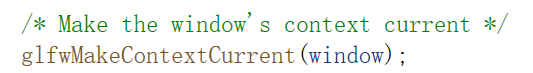 /* Make the window's context current */
glfwMakeContextCurrent(window);